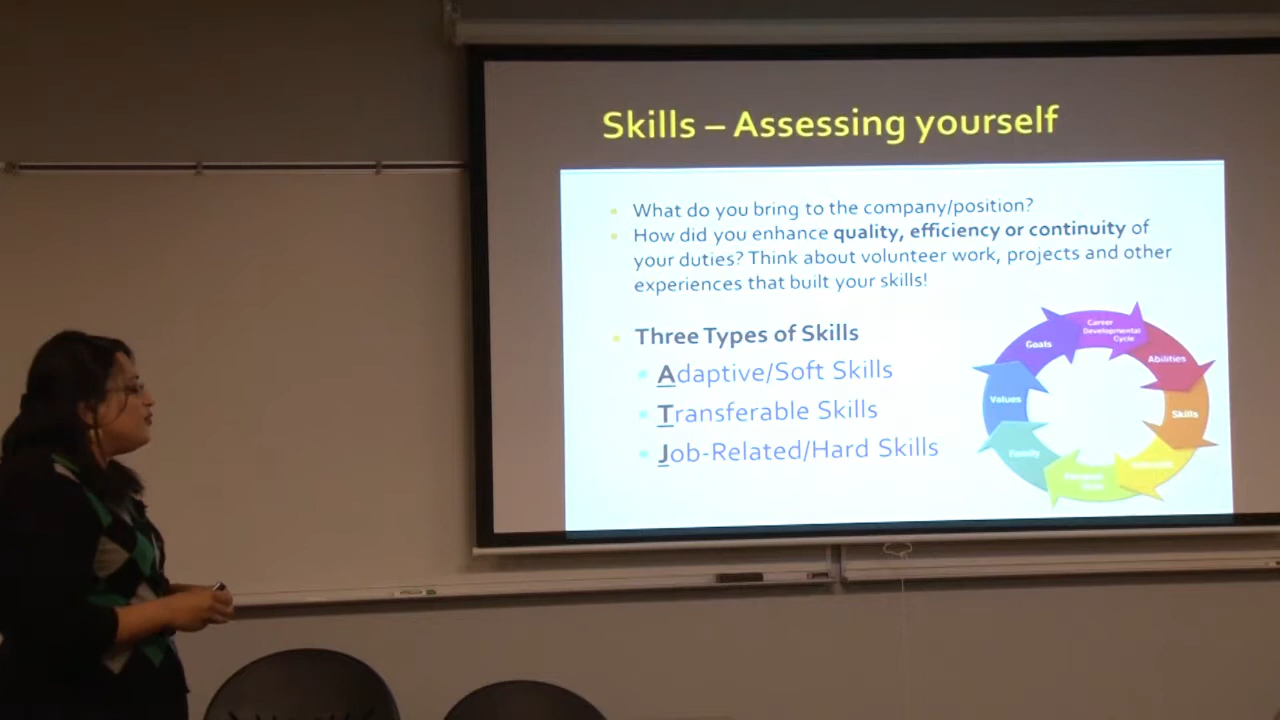 Skills – Assessing yourself
What do you bring to the company/position?
How did you enhance quality, efficiency or continuity of
your duties? Think about volunteer work, projects and other
experiences that built your skills!
Three Types of Skills
Adaptive/Soft Skills
Transferable Skills
Job-Related/Hard Skills
Career
Developmental
Cycle
Goals
Abilities
Values
Skills
Family